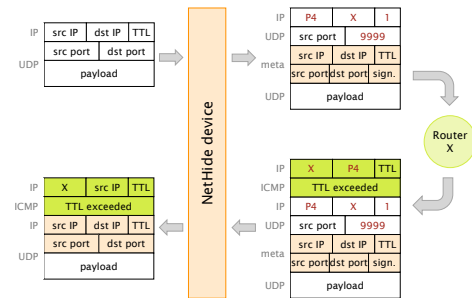 IP src IP dst IP TTL
UDP src port dst port
payload
NetHide device
IP P4 X 1
UDP src port 9999
meta src IP dst IP TTL
src port dst port sign.
UDP payload
Router
X
IP X P4 TTL
ICMP TTL exceeded
IP P4 X 1
UDP src port 9999
meta src IP dst IP TTL
src port dst port sign.
UDP payload
IP X src IP TTL
ICMP TTL exceeded
IP src IP dst IP TTL
src port dst port
UDP payload